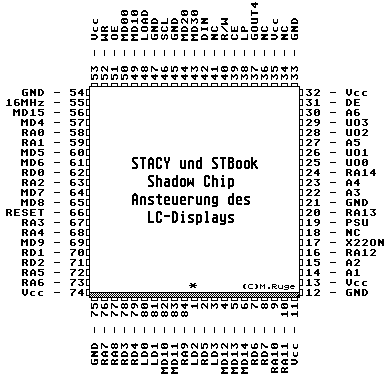 Vcc - 53
WR - 52
OE - 51
MD00 - 50
MD10 - 49
LOAD - 48
GND - 47
SCL - 46
GND - 45
MD20 - 44
MD30 - 43
DIN - 42
NC - 41
R/W - 40
CE - 39
LP - 38
GOUT4 - 37
NC - 36
Vcc - 35
NC - 34
GND - 33
GND - 54
16MHz - 55
MD15 - 56
MD4 - 57
RA0 - 58
RA1 - 59
MD5 - 60
MD6 - 61
RD0 - 62
RA2 - 63
MD7 - 64
MD8 - 65
RESET - 66
RA3 - 67
RA4 - 68
MD9 - 69
RD1 - 70
RD2 - 71
RA5 - 72
RA6 - 73
Vcc - 74
STACY und STBook
Shadow Chip
Ansteuerung des
LC-Displays
*
(C)M.Ruge
32 - Vcc
31 - DE
30 - A6
29 - UO3
28 - UO2
27 - A5
26 - UO1
25 - UO0
24 - RA14
23 - A4
22 - A3
21 - GND
20 - RA13
19 - PSU
18 - NC
17 - X220N
16 - RA12
15 - A2
14 - A1
13 - Vcc
12 - GND
GND - 75
RA7 - 76
RA8 - 77
RD3 - 78
RD4 - 79
LD0 - 80
LD1 - 81
MD10 - 82
MD11 - 83
RA9 - 84
LD2 - 1
RD5 - 2
LD3 - 3
MD12 - 4
MD13 - 5
MD14 - 6
RD6 - 7
RD7 - 8
RA10 - 9
RA11 - 10
Vcc - 11